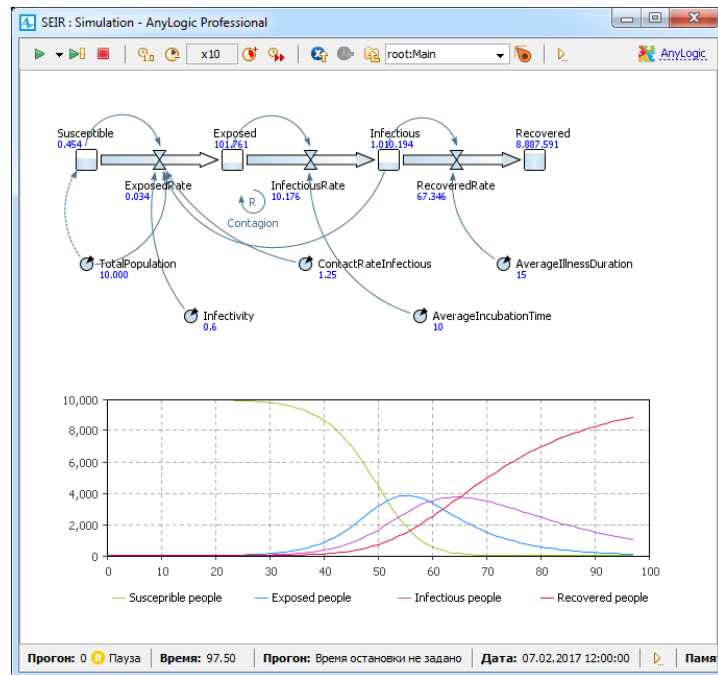 SEIR : Simulation - AnyLogic Professional
x10 root:Main AnyLogic
Susceptible Exposed Infectious Recovered
0.454 101.761 1,010.194 8,887.591
ExposedRate InfectiousRate RecoveredRate
0.034 10.176 67.346
R
Contagion
TotalPopulation ContactRateInfectious AverageIllnessDuration
10,000 1.25 15
Infectivity AverageIncubationTime
0.6 10
10,000
8,000
6,000
4,000
2,000
0
0 10 20 30 40 50 60 70 80 90 100
Susceprible people Exposed people Infectious people Recovered people
Прогон: 0 Пауза Время: 97.50 Прогон: Время остановки не задано Дата: 07.02.2017 12:00:00 Памя